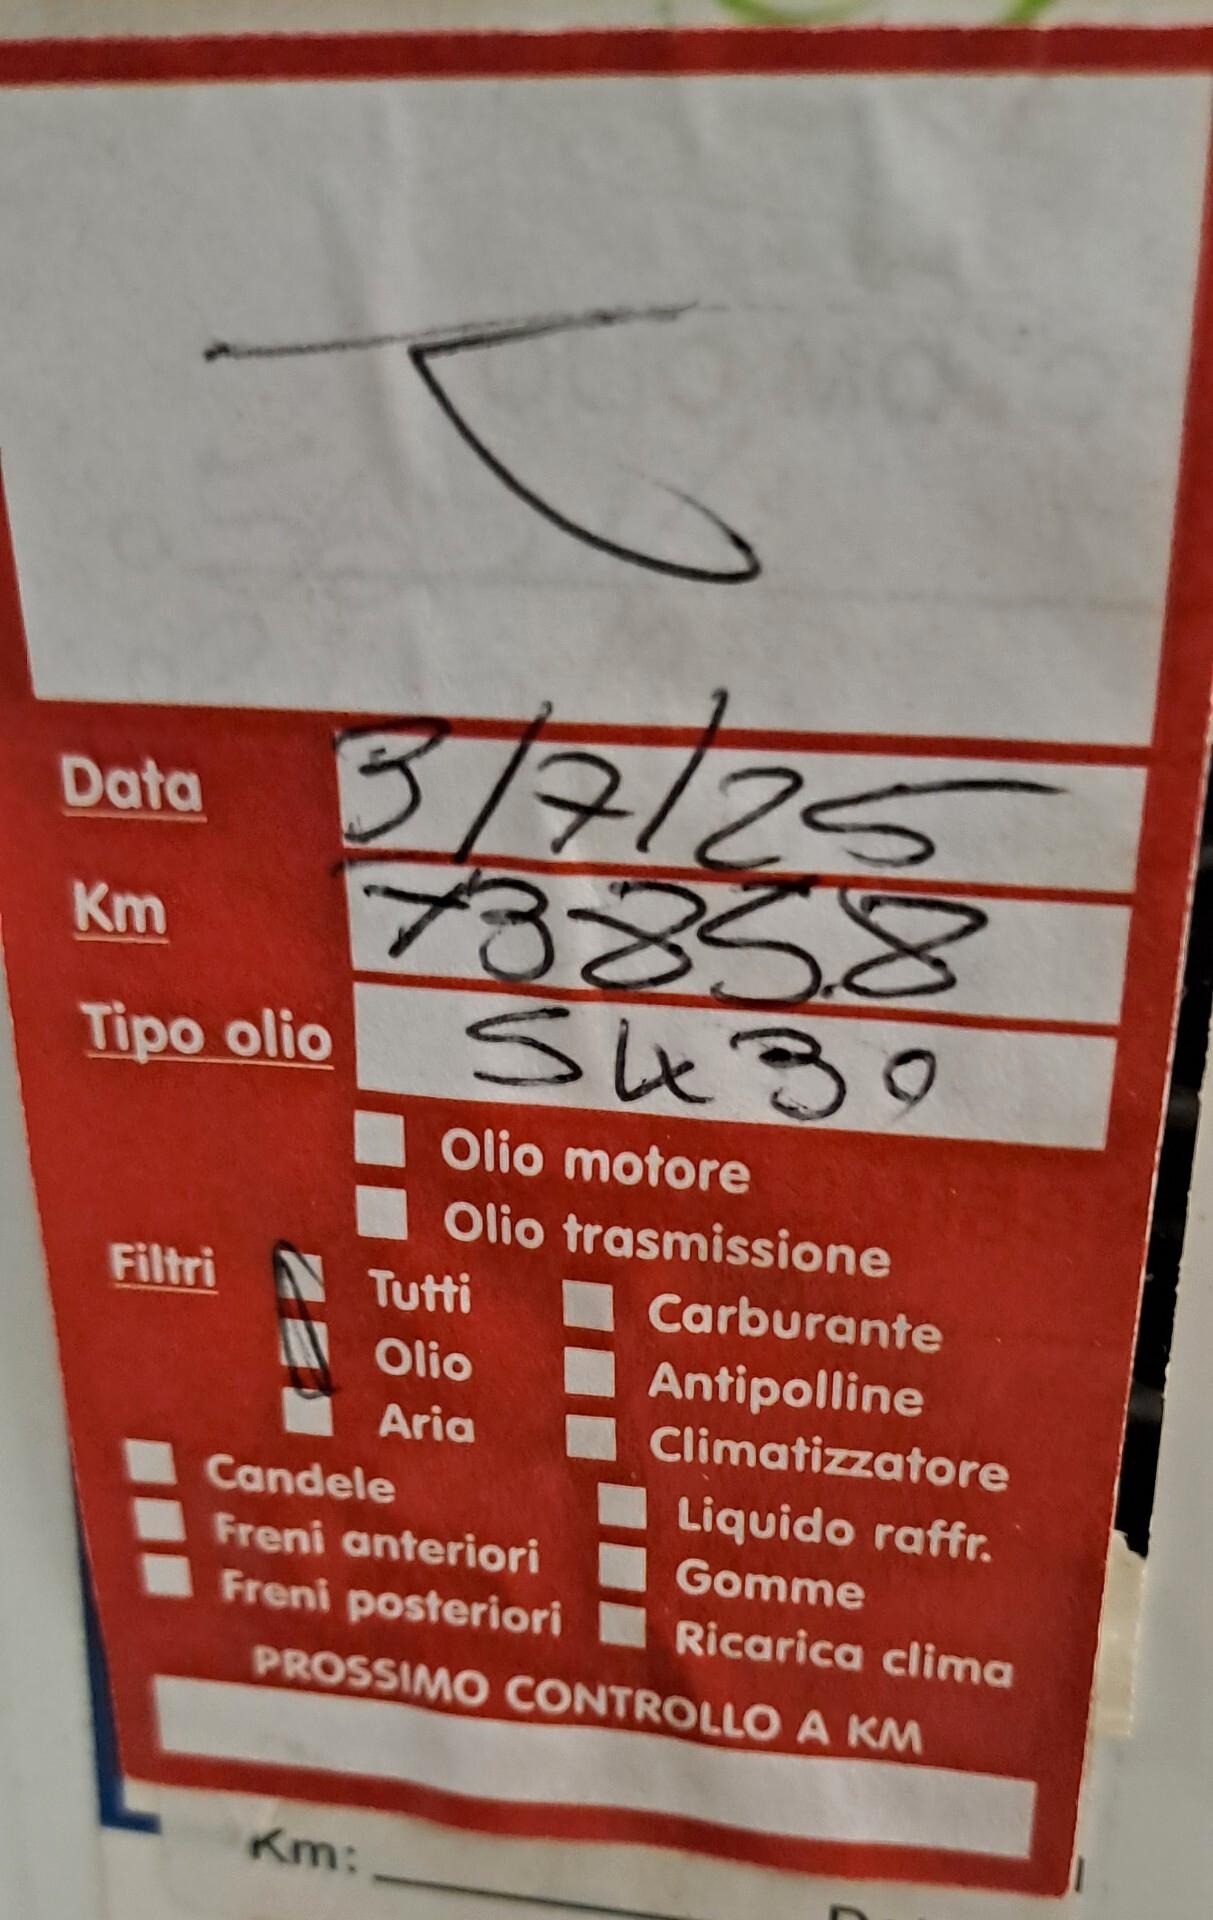 Data 3/7/25
Km 73858
Tipo olio 5W30
Olio motore
Olio trasmissione
Filtri Tutti Carburante
Olio Antipolline
Aria Climatizzatore
Candele Liquido raffr.
Freni anteriori Gomme
Freni posteriori Ricarica clima
PROSSIMO CONTROLLO A KM
Km: